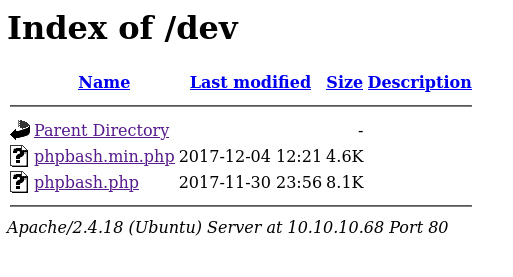 Index of /dev
Name Last modified Size Description
Parent Directory -
phpbash.min.php 2017-12-04 12:21 4.6K
phpbash.php 2017-11-30 23:56 8.1K
Apache/2.4.18 (Ubuntu) Server at 10.10.10.68 Port 80